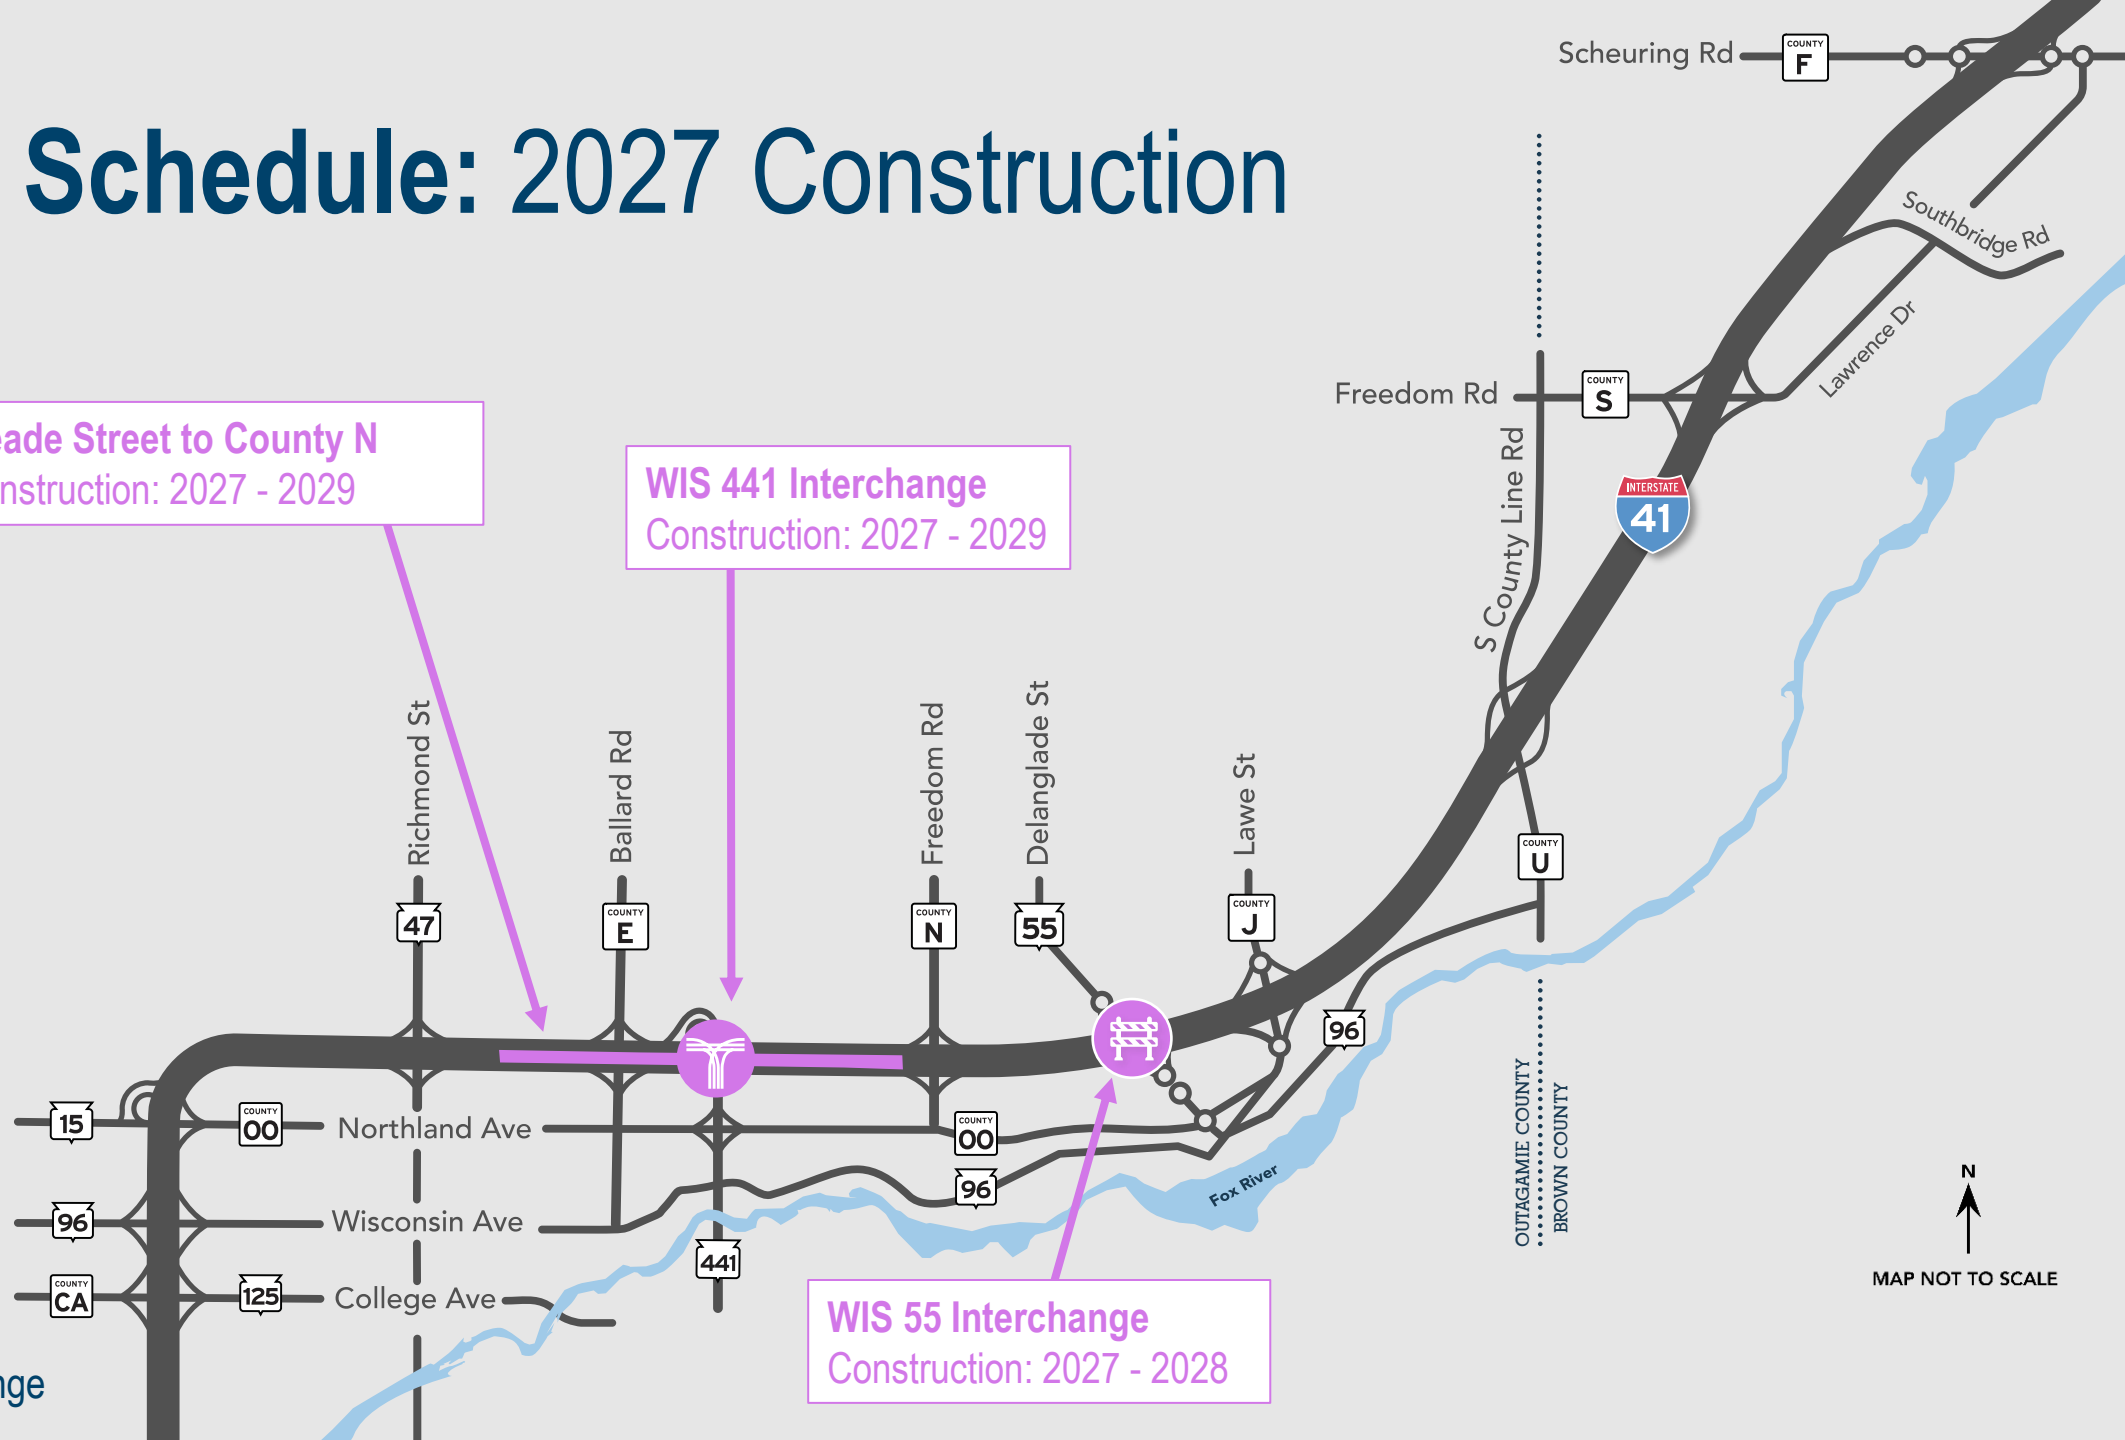 Scheuring Rd
COUNTY
F
Schedule: 2027 Construction
Southbridge Rd
Lawrence Dr
Freedom Rd
COUNTY
S
eade Street to County N
nstruction: 2027 - 2029
WIS 441 Interchange
Construction: 2027 - 2029
S County Line Rd
INTERSTATE
41
Richmond St
Ballard Rd
Freedom Rd
Delanglade St
Lawe St
COUNTY
U
47
COUNTY
E
COUNTY
N
55
COUNTY
J
96
15
COUNTY
OO
Northland Ave
COUNTY
OO
96
Fox River
OUTAGAMIE COUNTY
BROWN COUNTY
96
Wisconsin Ave
441
COUNTY
CA
125
College Ave
N
MAP NOT TO SCALE
WIS 55 Interchange
Construction: 2027 - 2028
nge